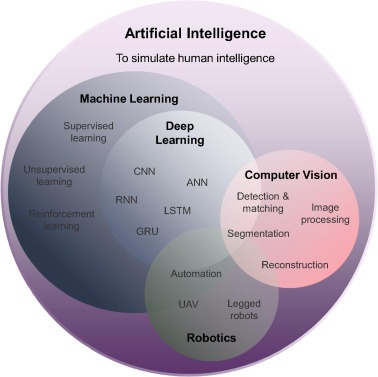 Artificial Intelligence
To simulate human intelligence
Machine Learning
Supervised
learning
Deep
Learning
Unsupervised
learning
CNN
ANN
RNN
LSTM
Reinforcement
learning
GRU
Computer Vision
Detection &
matching
Image
processing
Segmentation
Reconstruction
Automation
UAV
Legged
robots
Robotics